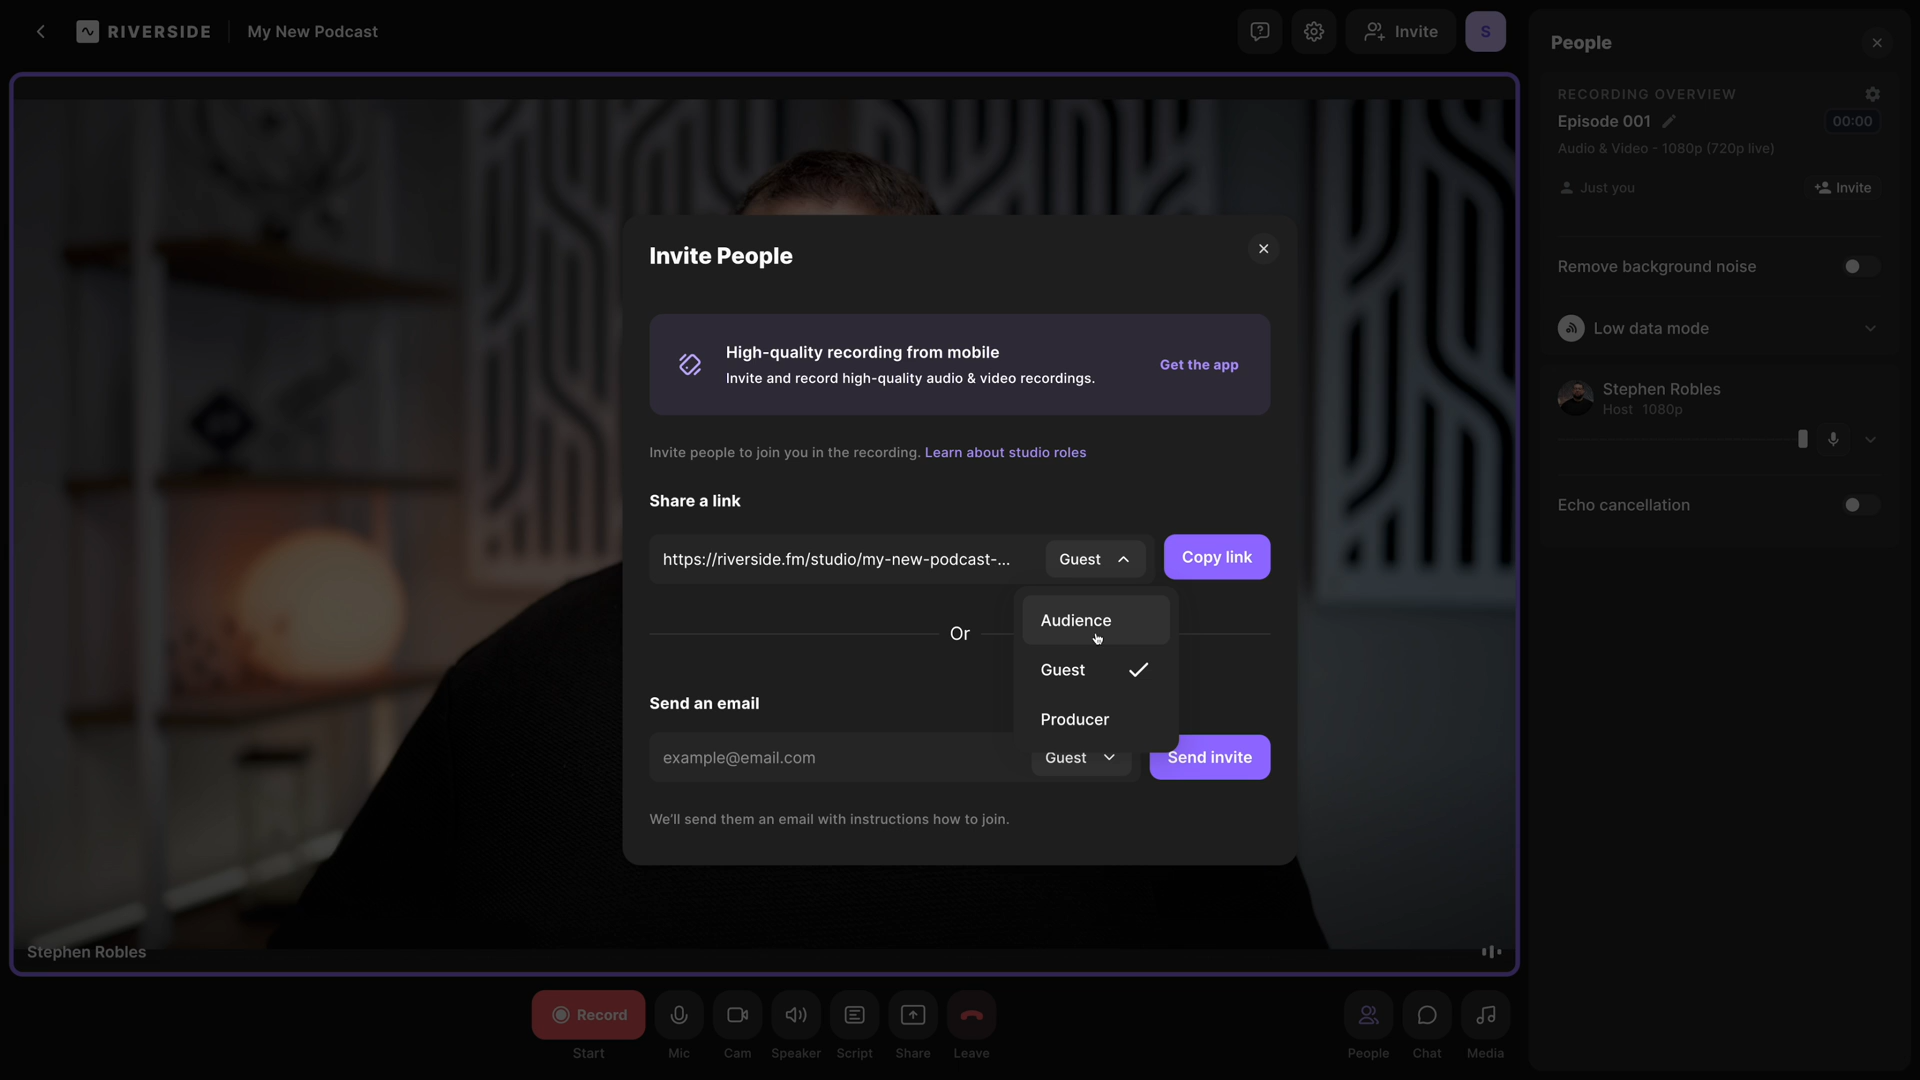 RIVERSIDE
My New Podcast
Invite
S
People
RECORDING OVERVIEW
Episode 001
00:00
Audio & Video - 1080p (720p live)
Just you
Invite
Remove background noise
Low data mode
Stephen Robles
Host 1080p
Echo cancellation
Invite People
High-quality recording from mobile
Invite and record high-quality audio & video recordings.
Get the app
Invite people to join you in the recording. Learn about studio roles
Share a link
https://riverside.fm/studio/my-new-podcast-...
Guest
Copy link
Or
Audience
Guest
Producer
Send an email
example@email.com
Guest
Send invite
We'll send them an email with instructions how to join.
Stephen Robles
Record
Start
Mic
Cam
Speaker
Script
Share
Leave
People
Chat
Media